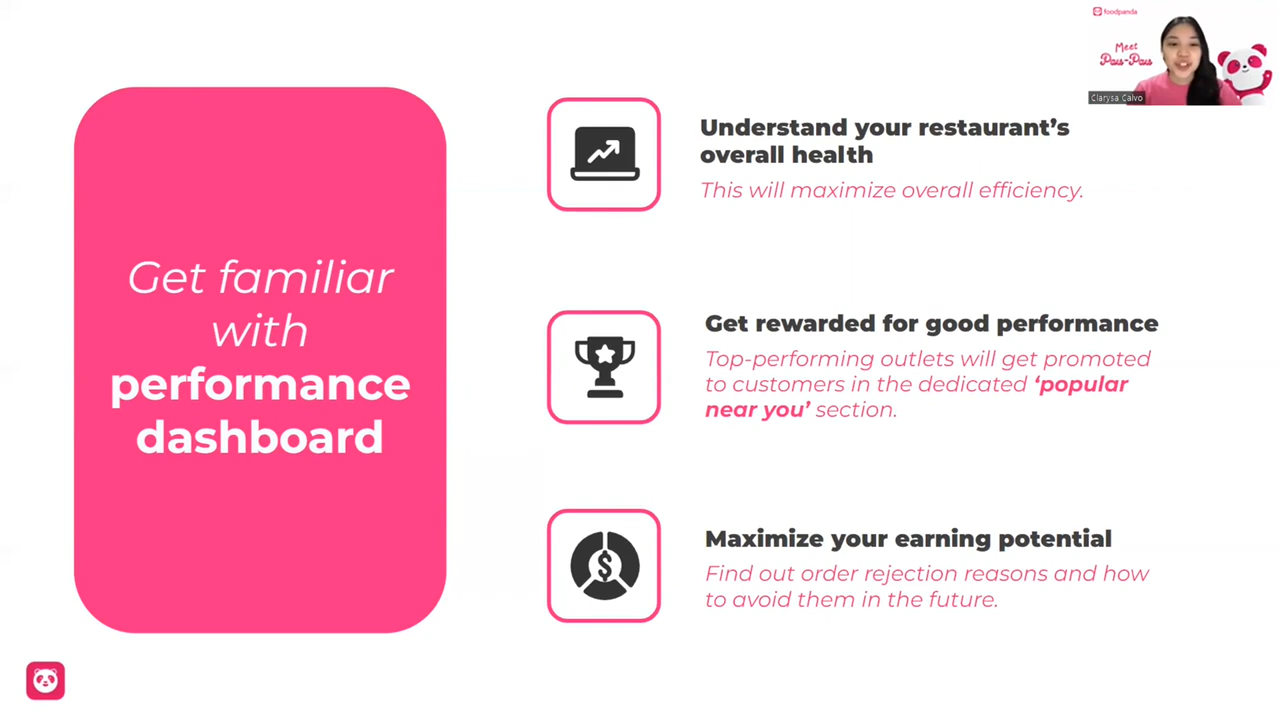 foodpanda
Meet
Pau-Pau
Clarysa Calvo
Get familiar
with
performance
dashboard
Understand your restaurant’s
overall health
This will maximize overall efficiency.
Get rewarded for good performance
Top-performing outlets will get promoted
to customers in the dedicated ‘popular
near you’ section.
Maximize your earning potential
Find out order rejection reasons and how
to avoid them in the future.
$